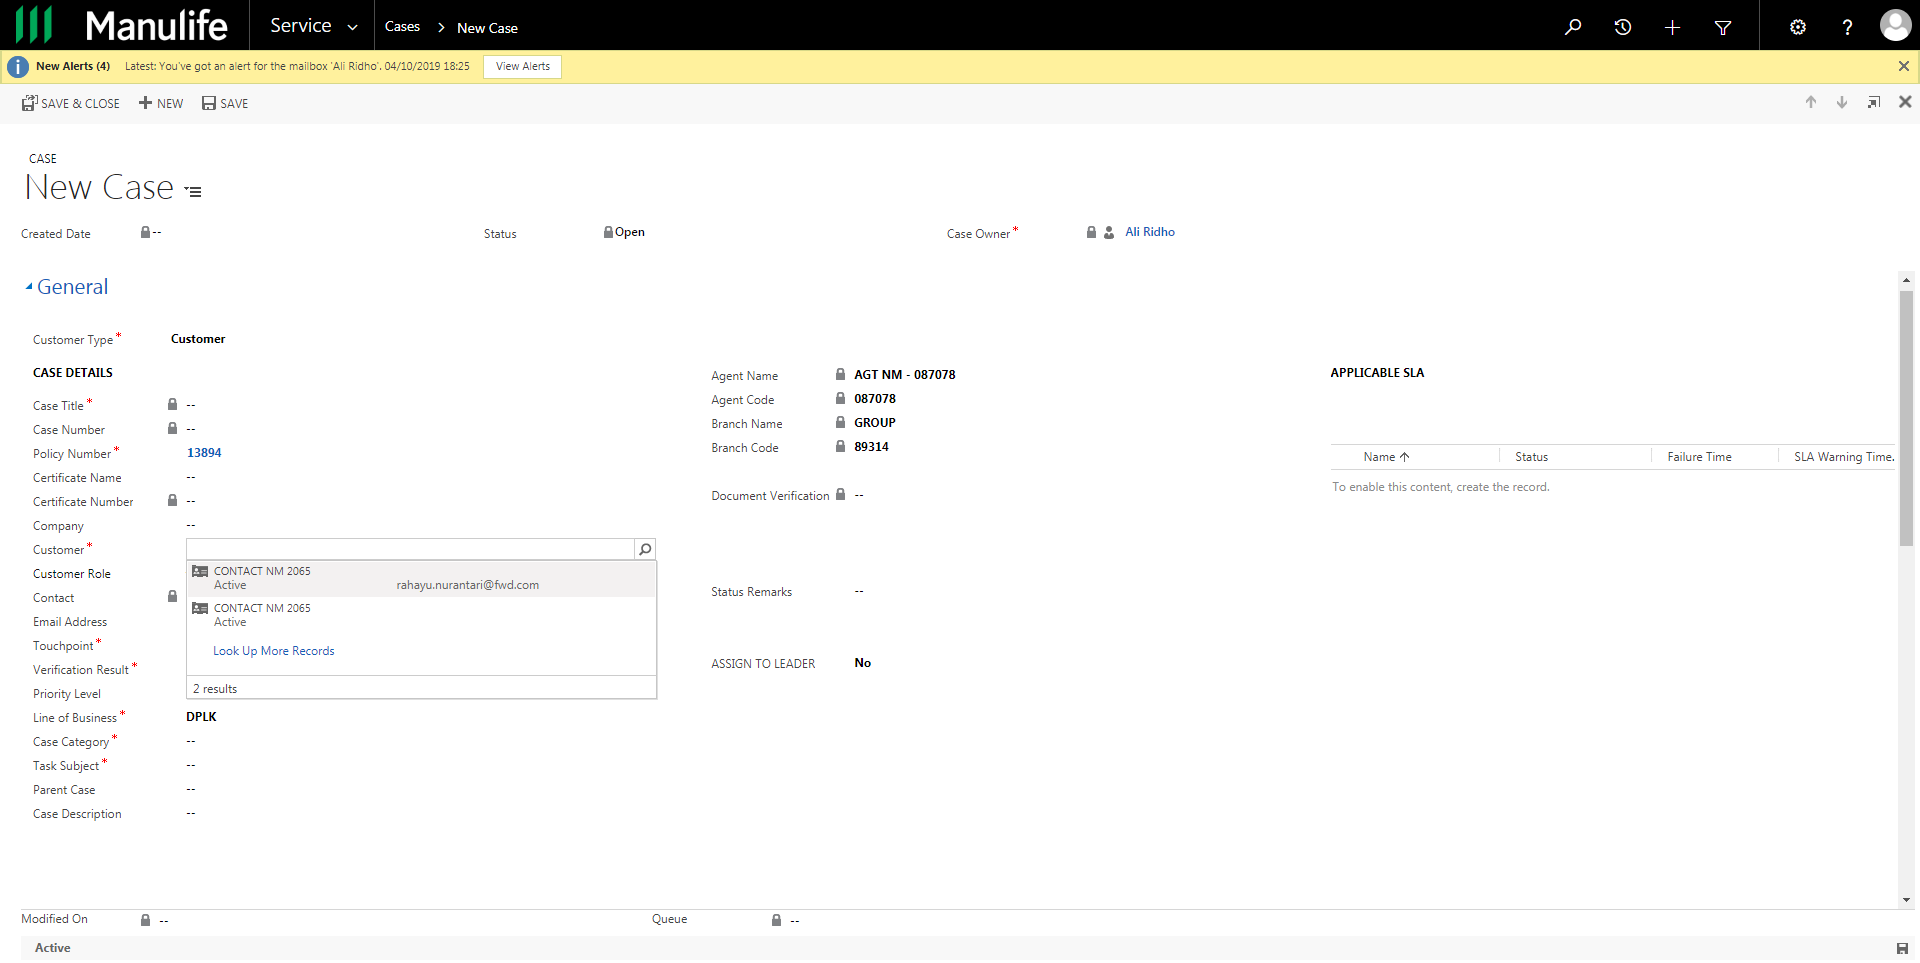 Manulife
Service
Cases
New Case
New Alerts (4) Latest: You've got an alert for the mailbox 'Ali Ridho'. 04/10/2019 18:25 View Alerts
SAVE & CLOSE NEW SAVE
CASE
New Case
Created Date -- Status Open Case Owner* Ali Ridho
General
Customer Type* Customer
CASE DETAILS
Case Title* --
Case Number --
Policy Number* 13894
Certificate Name --
Certificate Number --
Company --
Customer*
Customer Role
Contact
Email Address
Touchpoint*
Verification Result*
Priority Level
CONTACT NM 2065
Active rahayu.nurantari@fwd.com
CONTACT NM 2065
Active
Look Up More Records
2 results
Line of Business* DPLK
Case Category* --
Task Subject* --
Parent Case --
Case Description --
Agent Name AGT NM - 087078
Agent Code 087078
Branch Name GROUP
Branch Code 89314
Document Verification --
Status Remarks --
ASSIGN TO LEADER No
APPLICABLE SLA
Name Status Failure Time SLA Warning Time.
To enable this content, create the record.
Modified On -- Queue --
Active